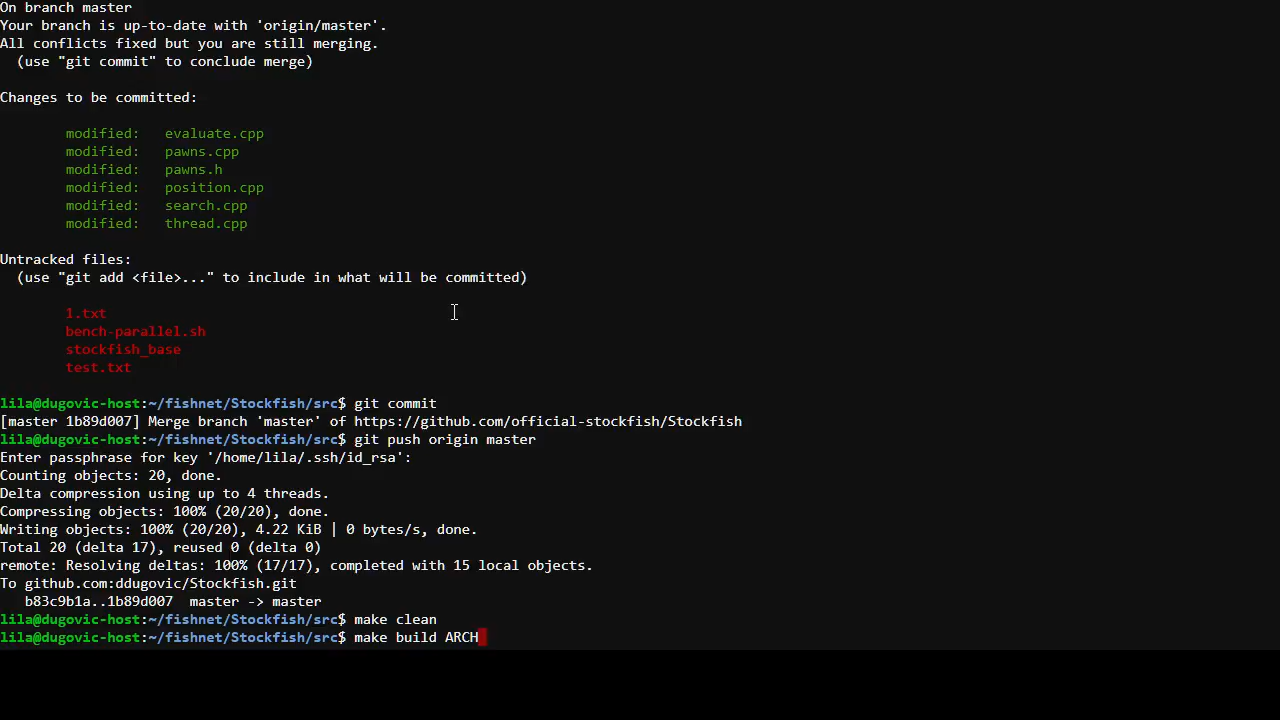 On branch master
Your branch is up-to-date with 'origin/master'.
All conflicts fixed but you are still merging.
  (use "git commit" to conclude merge)
Changes to be committed:
        modified:   evaluate.cpp
        modified:   pawns.cpp
        modified:   pawns.h
        modified:   position.cpp
        modified:   search.cpp
        modified:   thread.cpp
Untracked files:
  (use "git add <file>..." to include in what will be committed)
        1.txt
        bench-parallel.sh
        stockfish_base
        test.txt
lila@dugovic-host:~/fishnet/Stockfish/src$ git commit
[master 1b89d007] Merge branch 'master' of https://github.com/official-stockfish/Stockfish
lila@dugovic-host:~/fishnet/Stockfish/src$ git push origin master
Enter passphrase for key '/home/lila/.ssh/id_rsa':
Counting objects: 20, done.
Delta compression using up to 4 threads.
Compressing objects: 100% (20/20), done.
Writing objects: 100% (20/20), 4.22 KiB | 0 bytes/s, done.
Total 20 (delta 17), reused 0 (delta 0)
remote: Resolving deltas: 100% (17/17), completed with 15 local objects.
To github.com:ddugovic/Stockfish.git
   b83c9b1a..1b89d007  master -> master
lila@dugovic-host:~/fishnet/Stockfish/src$ make clean
lila@dugovic-host:~/fishnet/Stockfish/src$ make build ARCH